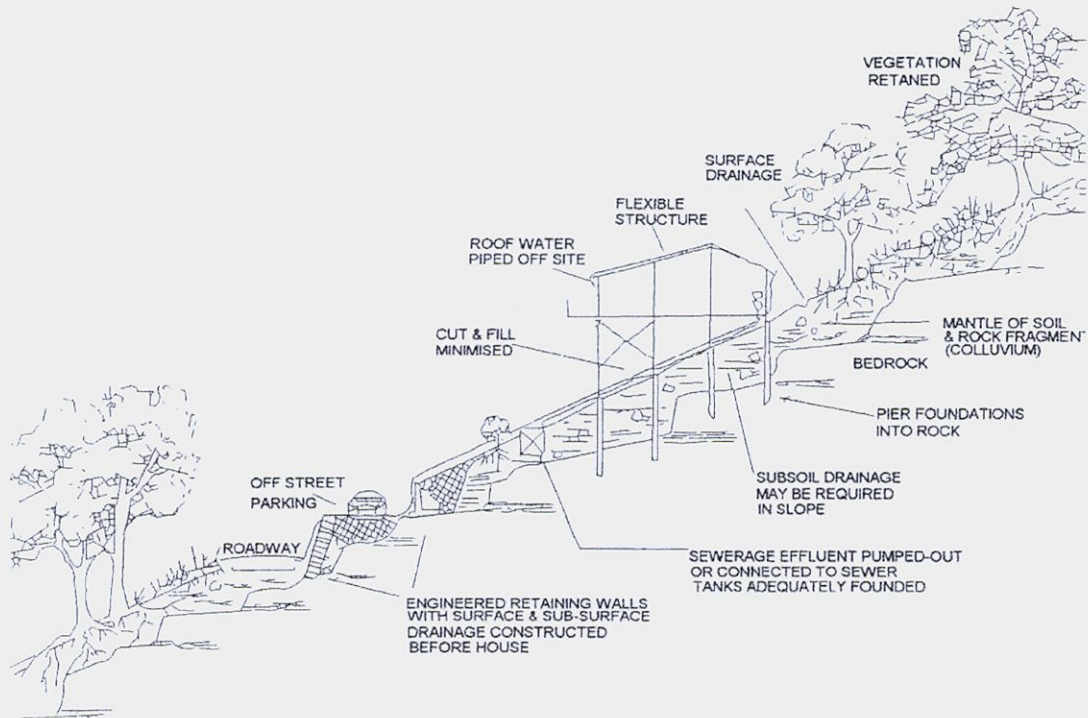 VEGETATION
RETANED
SURFACE
DRAINAGE
FLEXIBLE
STRUCTURE
ROOF WATER
PIPED OFF SITE
CUT & FILL
MINIMISED
MANTLE OF SOIL
& ROCK FRAGMEN
(COLLUVIUM)
BEDROCK
PIER FOUNDATIONS
INTO ROCK
SUBSOIL DRAINAGE
MAY BE REQUIRED
IN SLOPE
OFF STREET
PARKING
ROADWAY
SEWERAGE EFFLUENT PUMPED-OUT
OR CONNECTED TO SEWER
TANKS ADEQUATELY FOUNDED
ENGINEERED RETAINING WALLS
WITH SURFACE & SUB-SURFACE
DRAINAGE CONSTRUCTED
BEFORE HOUSE